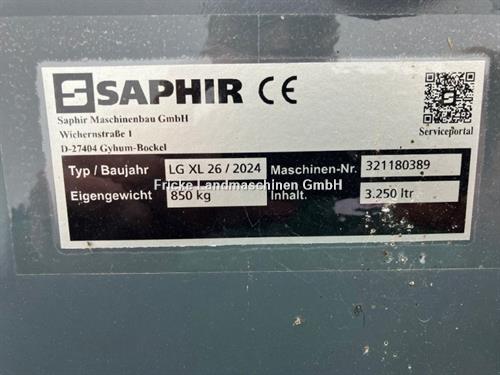 SAPHIR CE
Saphir Maschinenbau GmbH
Wichernstraße 1
D-27404 Gyhum-Bockel
Serviceportal
Typ / Baujahr LG XL 26 / 2024 Maschinen-Nr. 321180389
Fricke Landmaschinen GmbH
Eigengewicht 850 kg Inhalt. 3.250 ltr